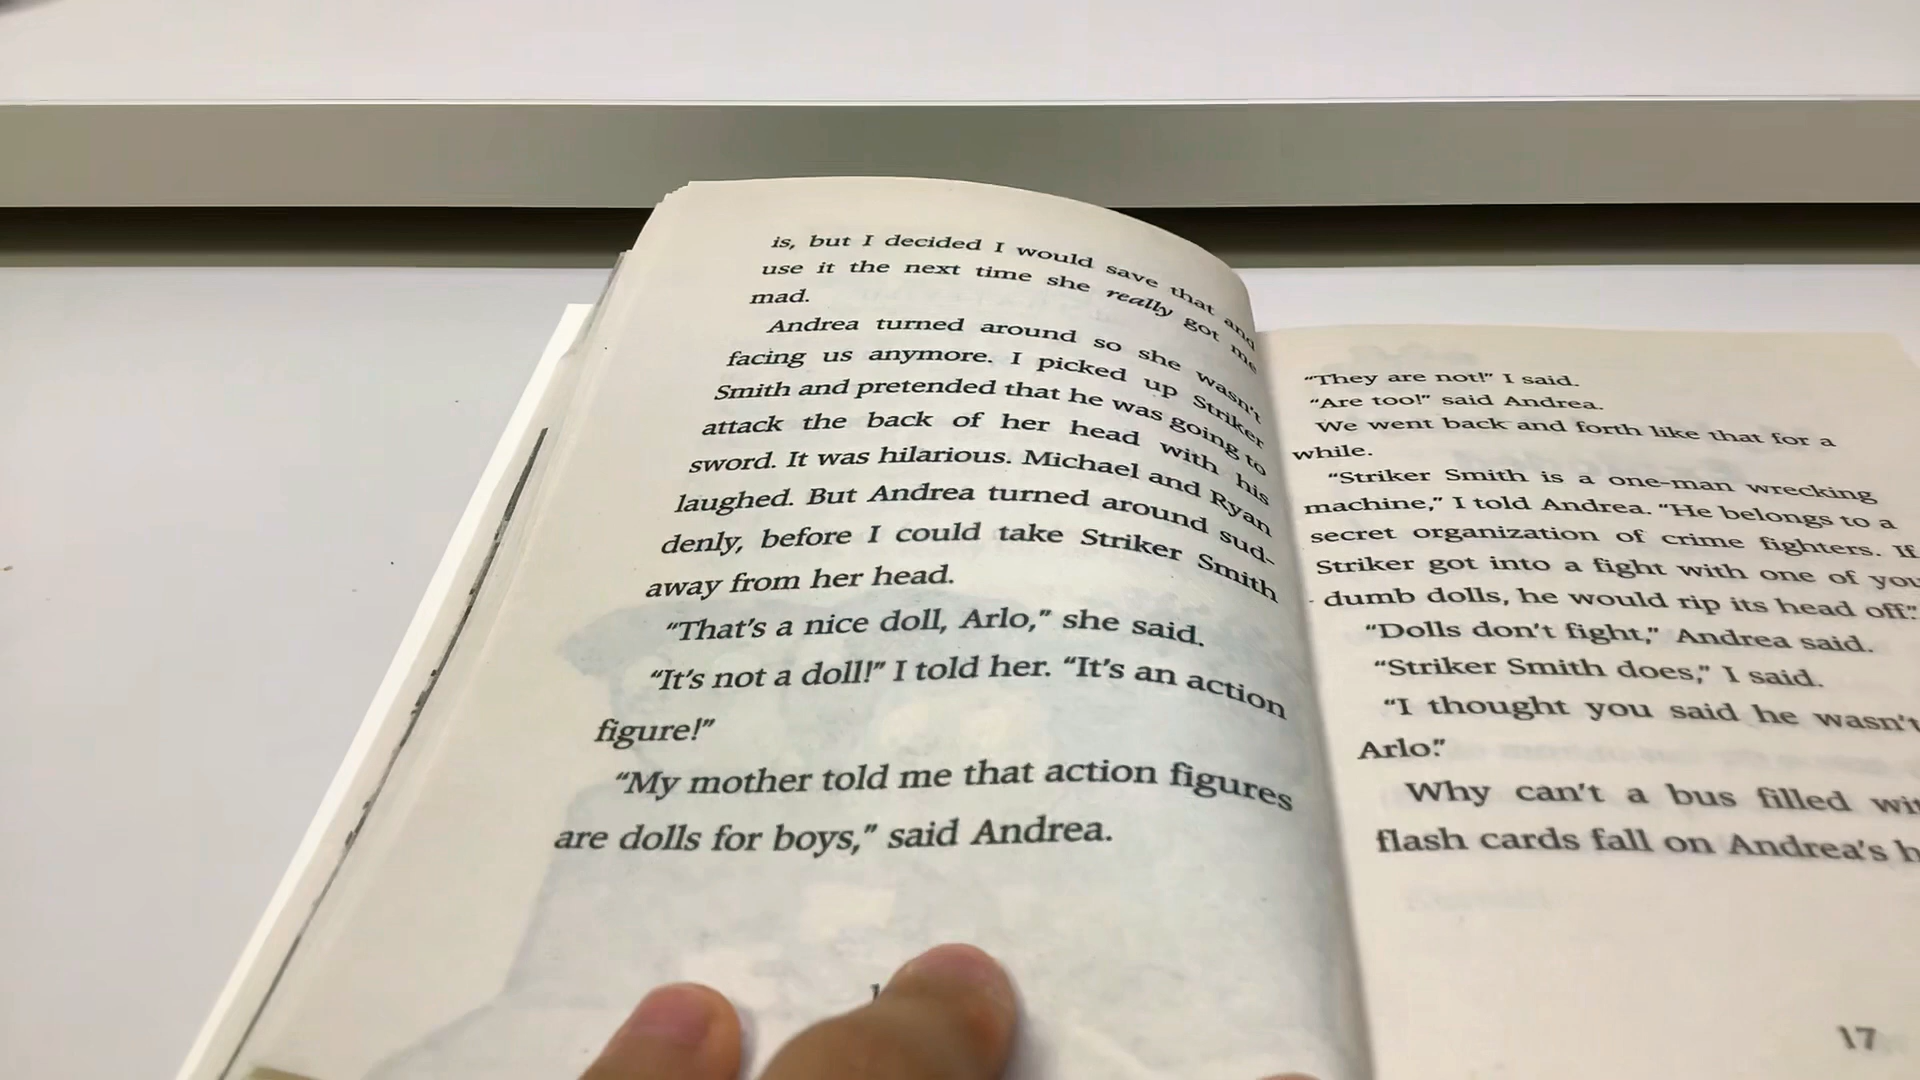 is, but I decided I would save that and
use it the next time she really got me
mad.
Andrea turned around so she wasn't
facing us anymore. I picked up Striker
Smith and pretended that he was going to
attack the back of her head with his
sword. It was hilarious. Michael and Ryan
laughed. But Andrea turned around sud-
denly, before I could take Striker Smith
away from her head.
"That's a nice doll, Arlo," she said.
"It's not a doll!" I told her. "It's an action
figure!"
"My mother told me that action figures
are dolls for boys," said Andrea.
"They are not!" I said.
"Are too!" said Andrea.
We went back and forth like that for a
while.
"Striker Smith is a one-man wrecking
machine," I told Andrea. "He belongs to a
secret organization of crime fighters. If
Striker got into a fight with one of you
dumb dolls, he would rip its head off."
"Dolls don't fight," Andrea said.
"Striker Smith does," I said.
"I thought you said he wasn't
Arlo."
Why can't a bus filled
flash cards fall on Andrea's
17